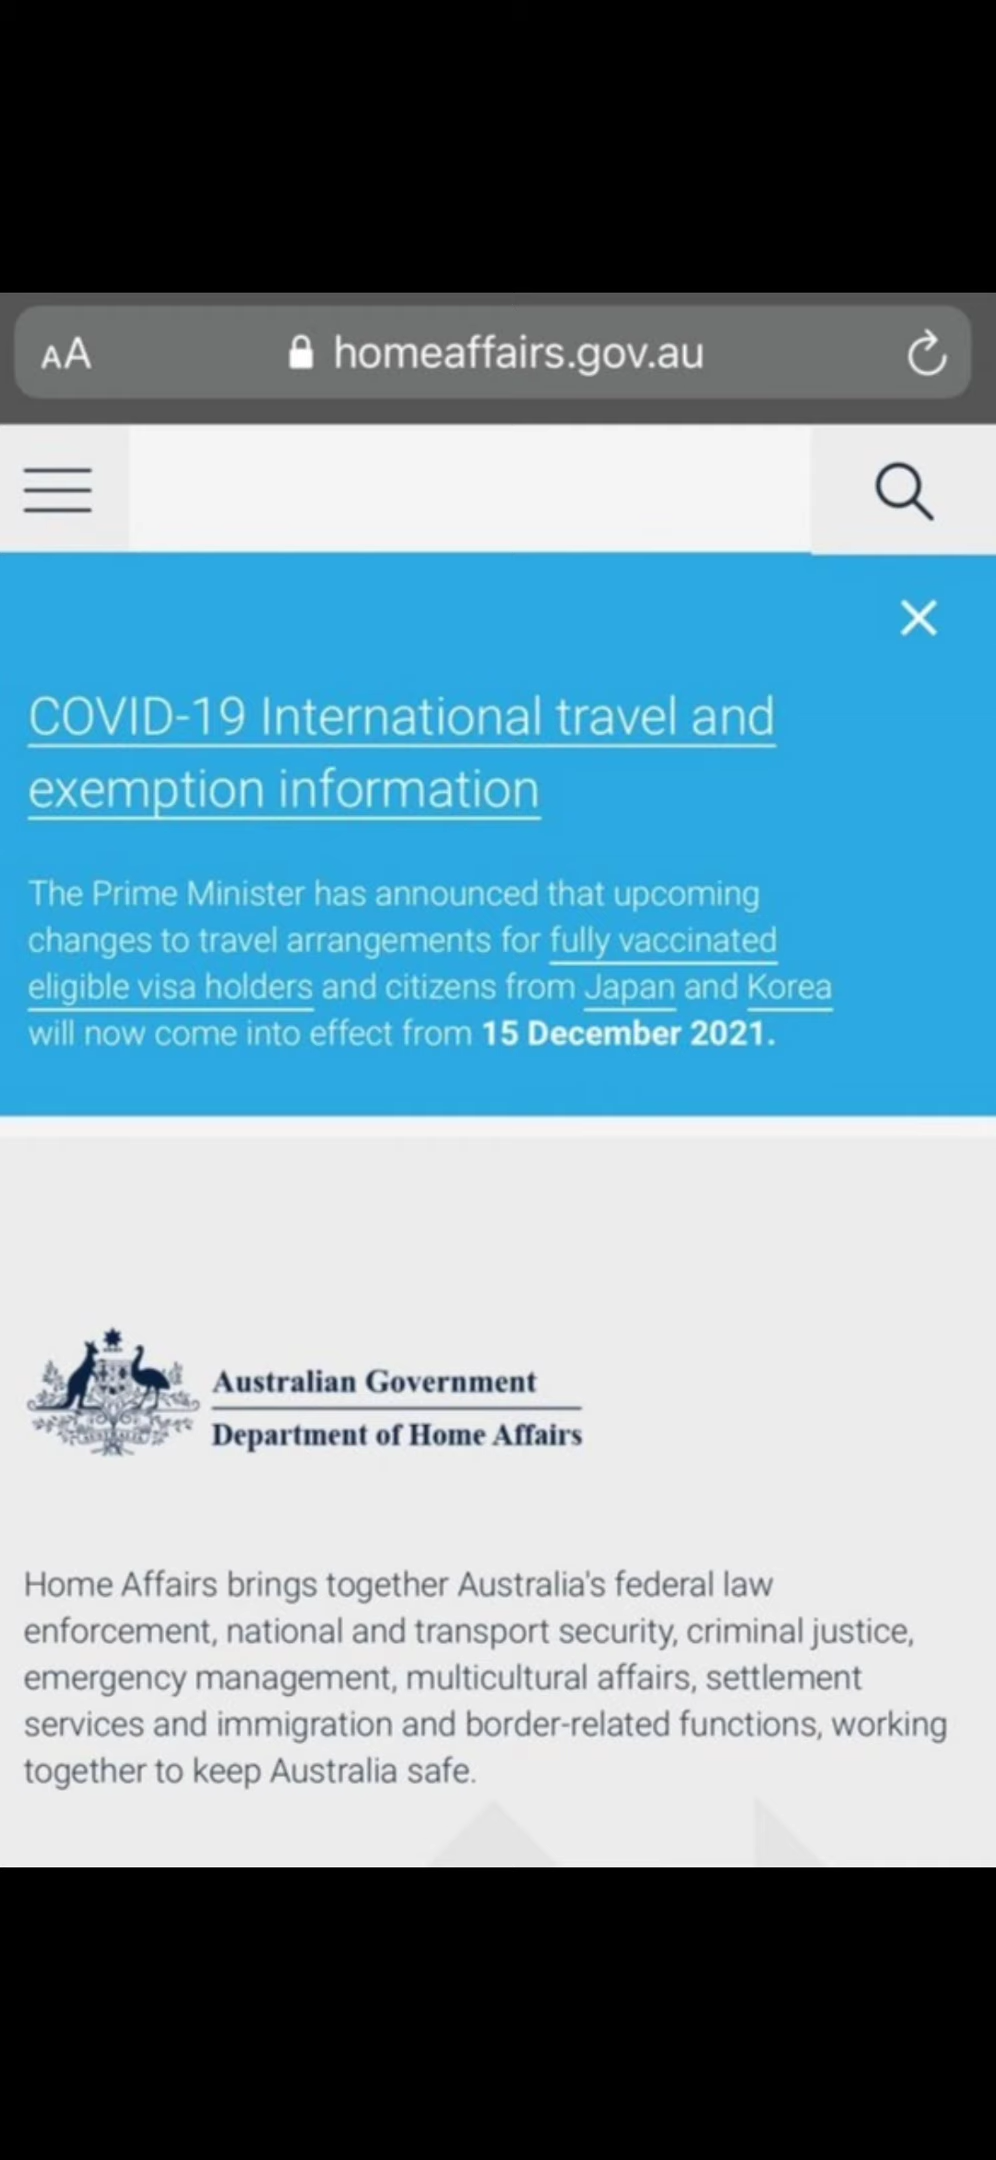 AA homeaffairs.gov.au
COVID-19 International travel and
exemption information
The Prime Minister has announced that upcoming
changes to travel arrangements for fully vaccinated
eligible visa holders and citizens from Japan and Korea
will now come into effect from 15 December 2021.
Australian Government
Department of Home Affairs
Home Affairs brings together Australia's federal law
enforcement, national and transport security, criminal justice,
emergency management, multicultural affairs, settlement
services and immigration and border-related functions, working
together to keep Australia safe.